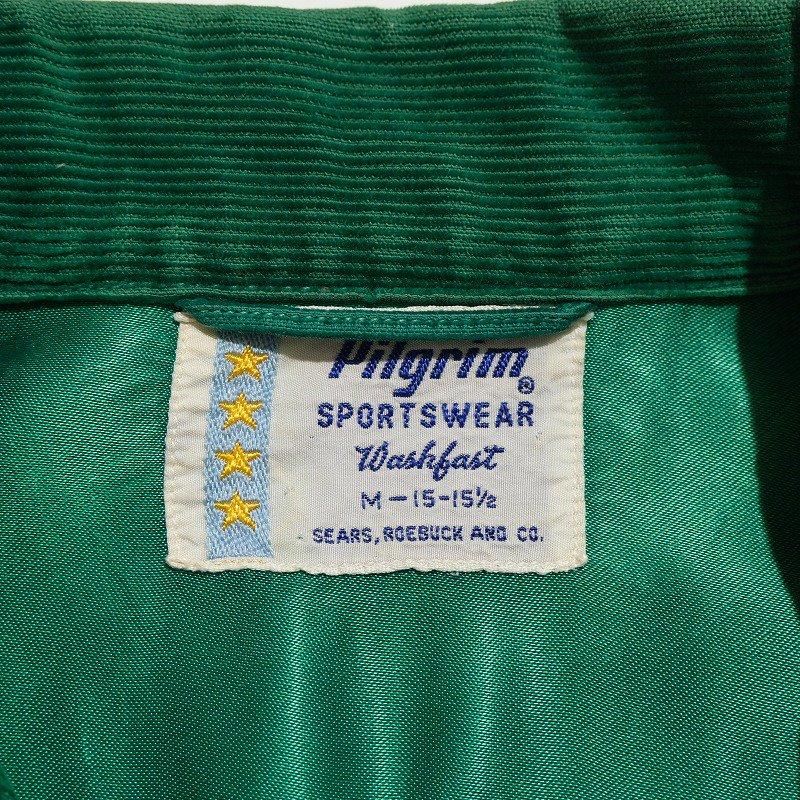 Pilgrim®
SPORTSWEAR
Washfast
M-15-15½
SEARS, ROEBUCK AND CO.